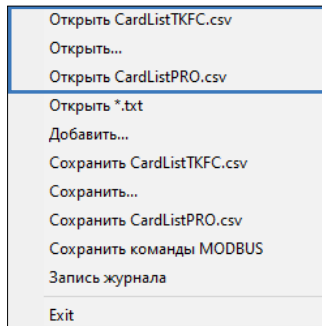 Открыть CardListTKFC.csv
Открыть...
Открыть CardListPRO.csv
Открыть *.txt
Добавить...
Сохранить CardListTKFC.csv
Сохранить...
Сохранить CardListPRO.csv
Сохранить команды MODBUS
Запись журнала
Exit